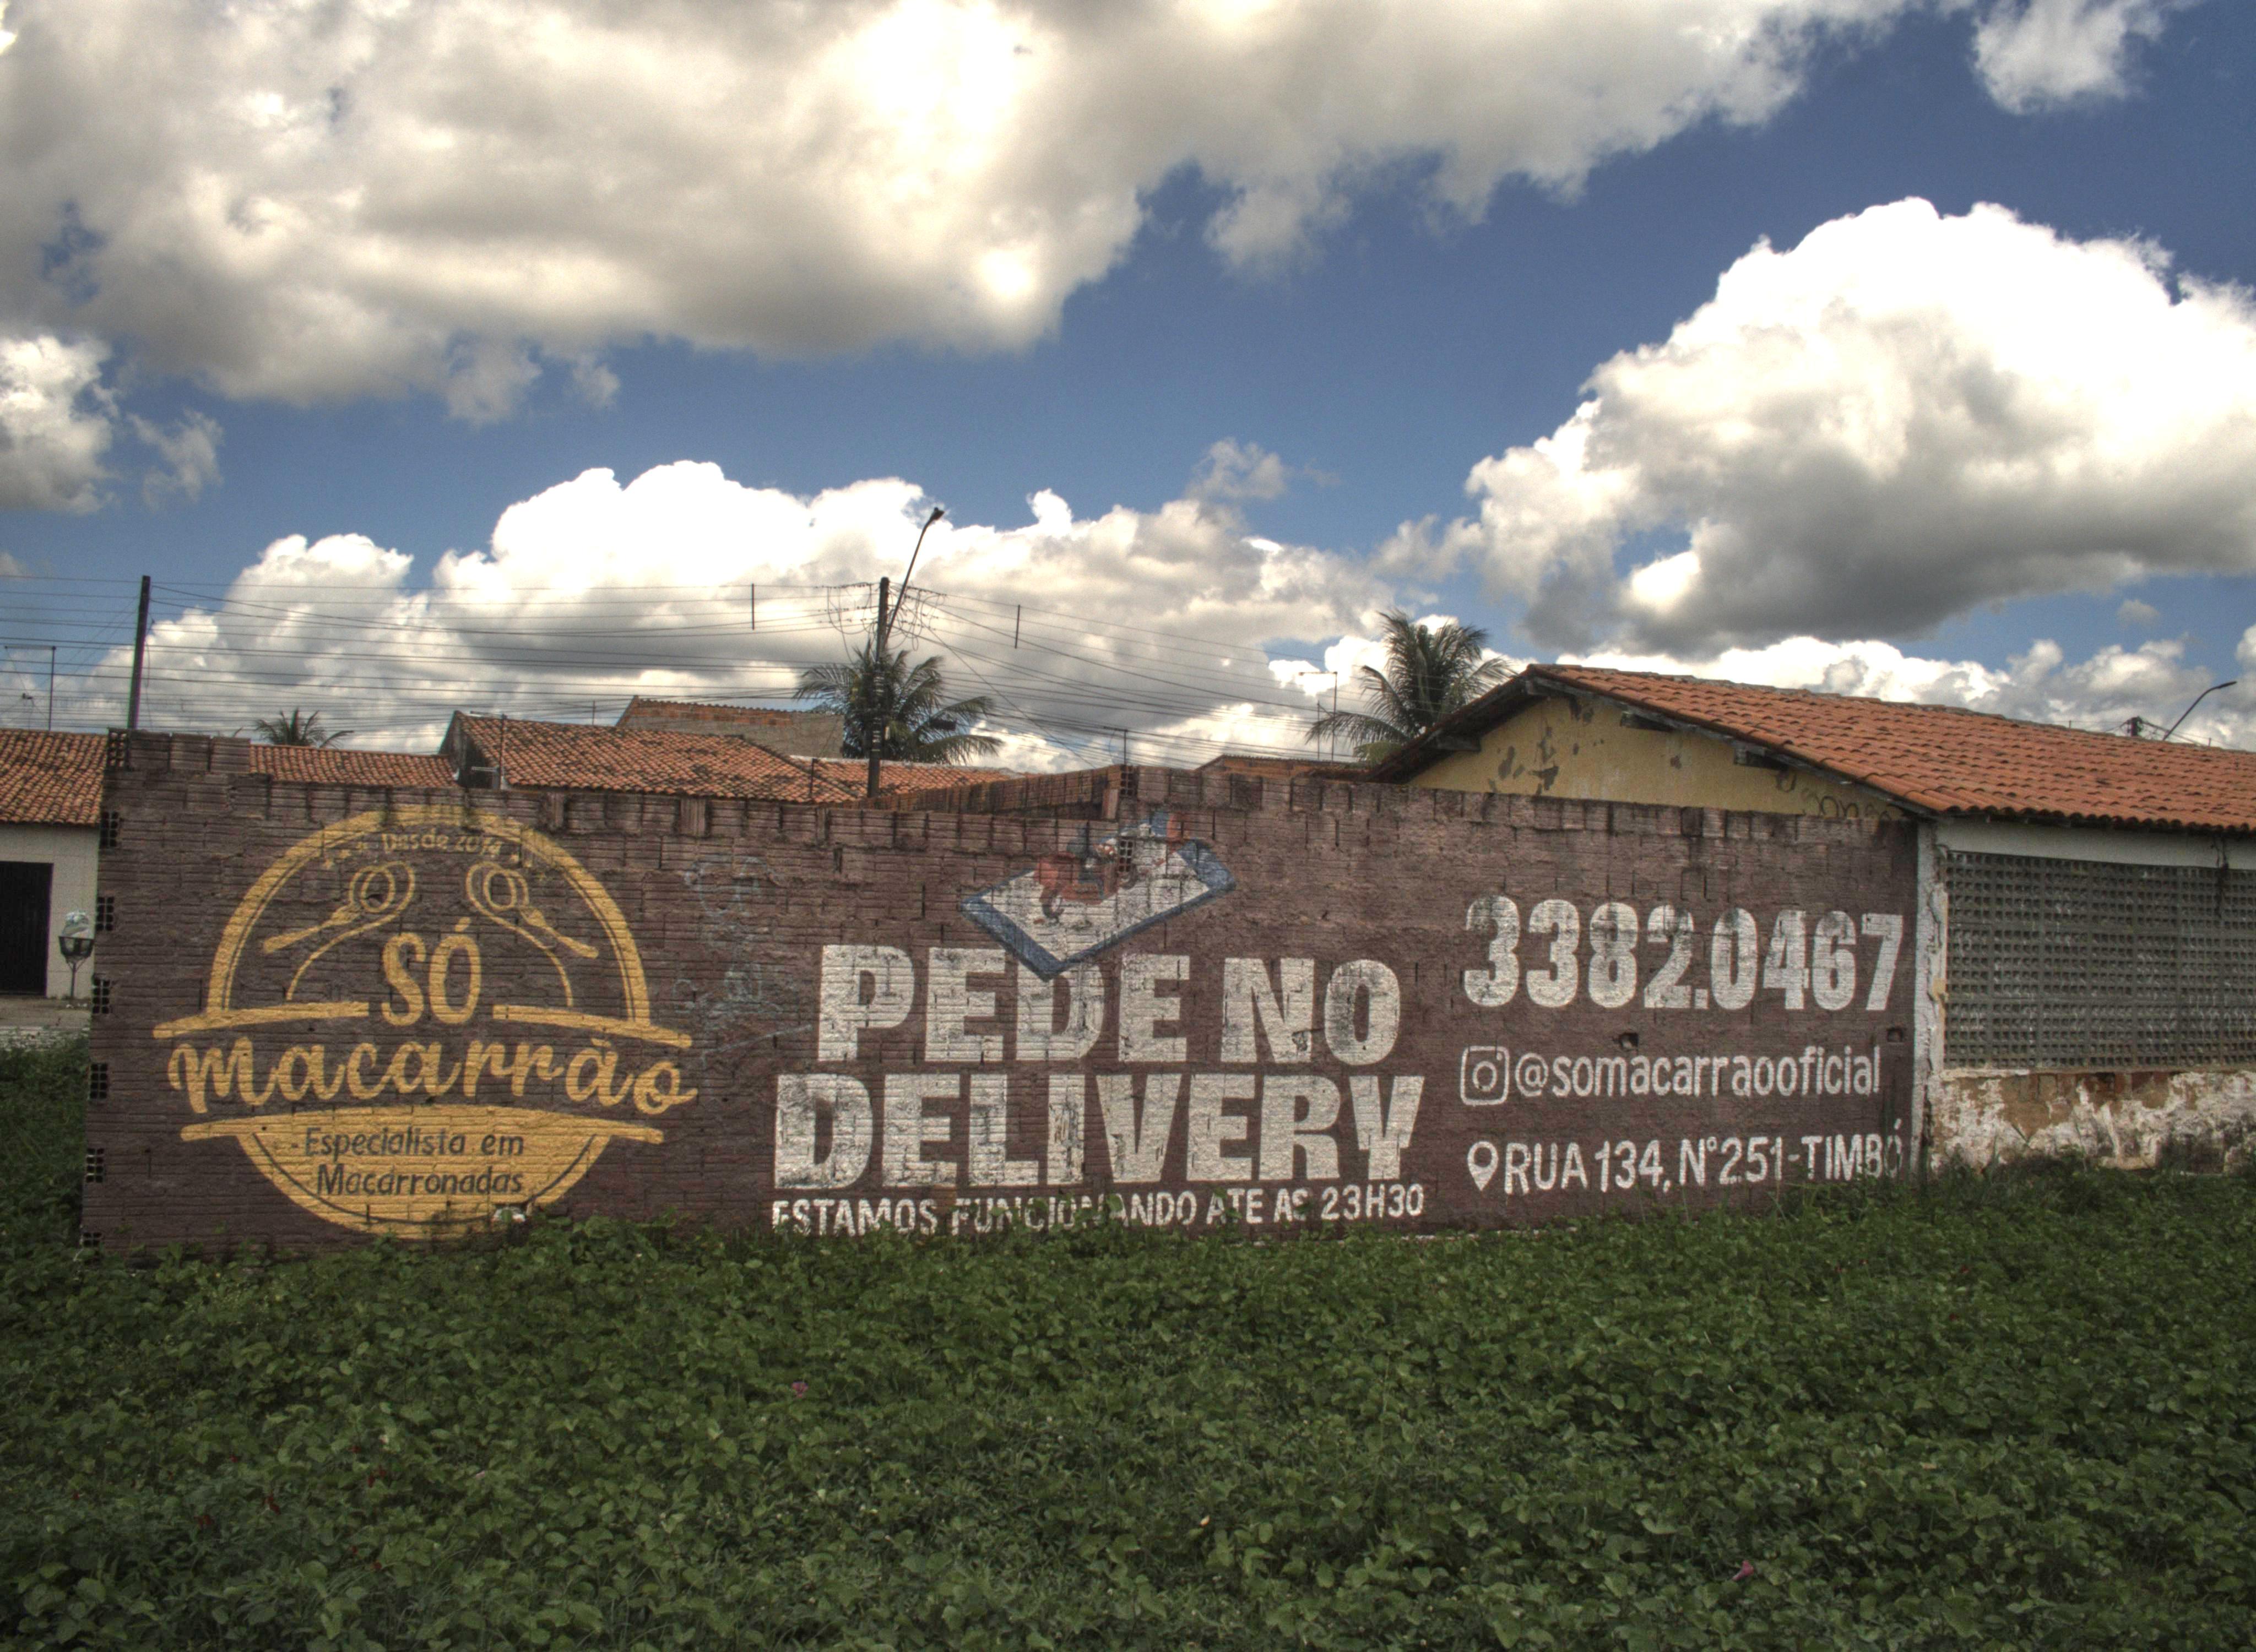 Desde 2014
SÓ
macarrão
Especialista em
Macarronadas
PEDE NO
DELIVERY
ESTAMOS FUNCIONANDO ATE AS 23H30
3382.0467
@somacarraooficial
RUA 134, N°251-TIMBÓ